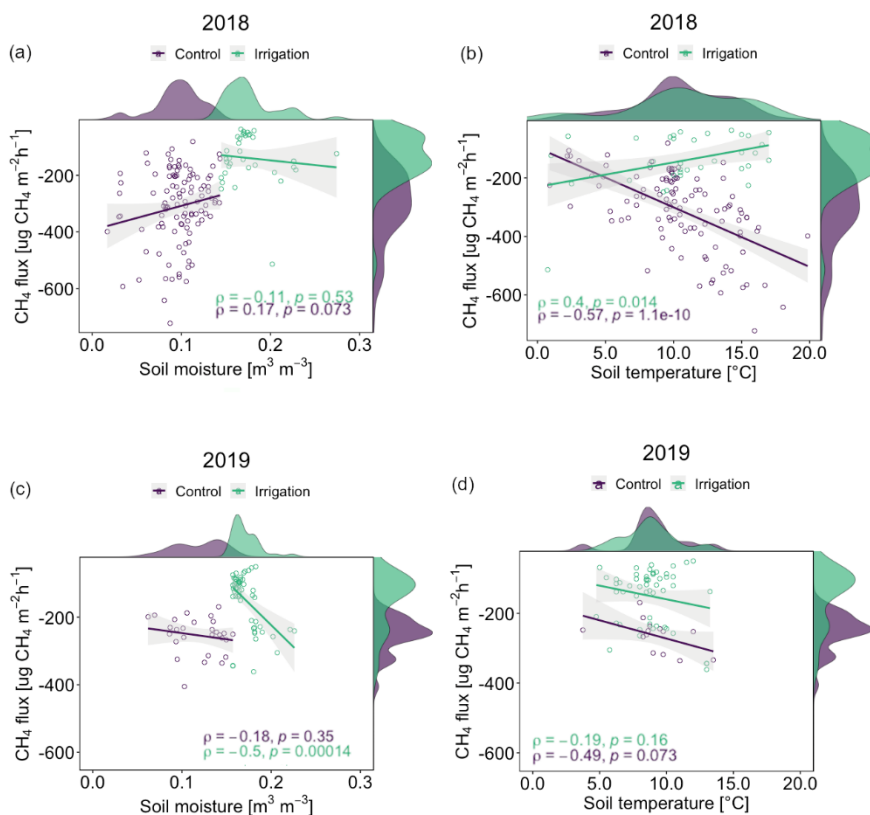 2018
(a)
Control Irrigation
CH₄ flux [ug CH₄ m⁻²h⁻¹]
-200
-400
-600
ρ = −0.11, p = 0.53
ρ = 0.17, p = 0.073
0.0 0.1 0.2 0.3
Soil moisture [m³ m⁻³]
2018
(b)
Control Irrigation
CH₄ flux [ug CH₄ m⁻²h⁻¹]
-200
-400
-600
ρ = 0.4, p = 0.014
ρ = −0.57, p = 1.1e-10
0.0 5.0 10.0 15.0 20.0
Soil temperature [°C]
2019
(c)
Control Irrigation
CH₄ flux [ug CH₄ m⁻²h⁻¹]
-200
-400
-600
ρ = −0.18, p = 0.35
ρ = −0.5, p = 0.00014
0.0 0.1 0.2 0.3
Soil moisture [m³ m⁻³]
2019
(d)
a Control a Irrigation
CH₄ flux [ug CH₄ m⁻²h⁻¹]
-200
-400
-600
ρ = −0.19, p = 0.16
ρ = −0.49, p = 0.073
0.0 5.0 10.0 15.0 20.0
Soil temperature [°C]